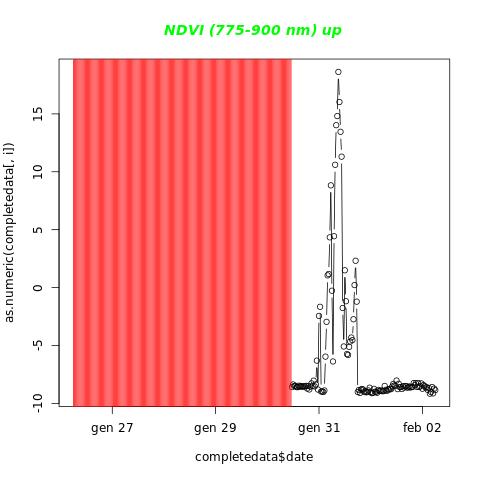 NDVI (775-900 nm) up
as.numeric(completedata[, i])
15
10
5
0
-5
-10
gen 27
gen 29
gen 31
feb 02
completedata$date